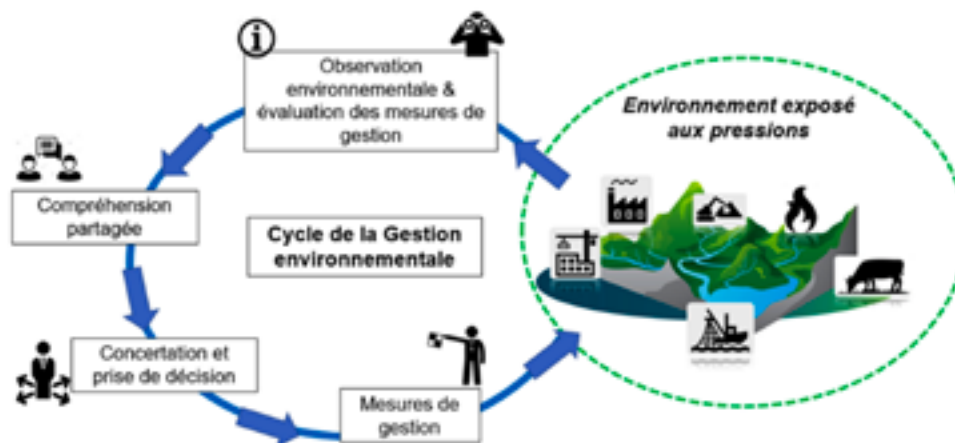 Observation
environnementale &
évaluation des mesures de
gestion
Environnement exposé
aux pressions
Compréhension
partagée
Cycle de la Gestion
environnementale
Concertation et
prise de décision
Mesures de
gestion